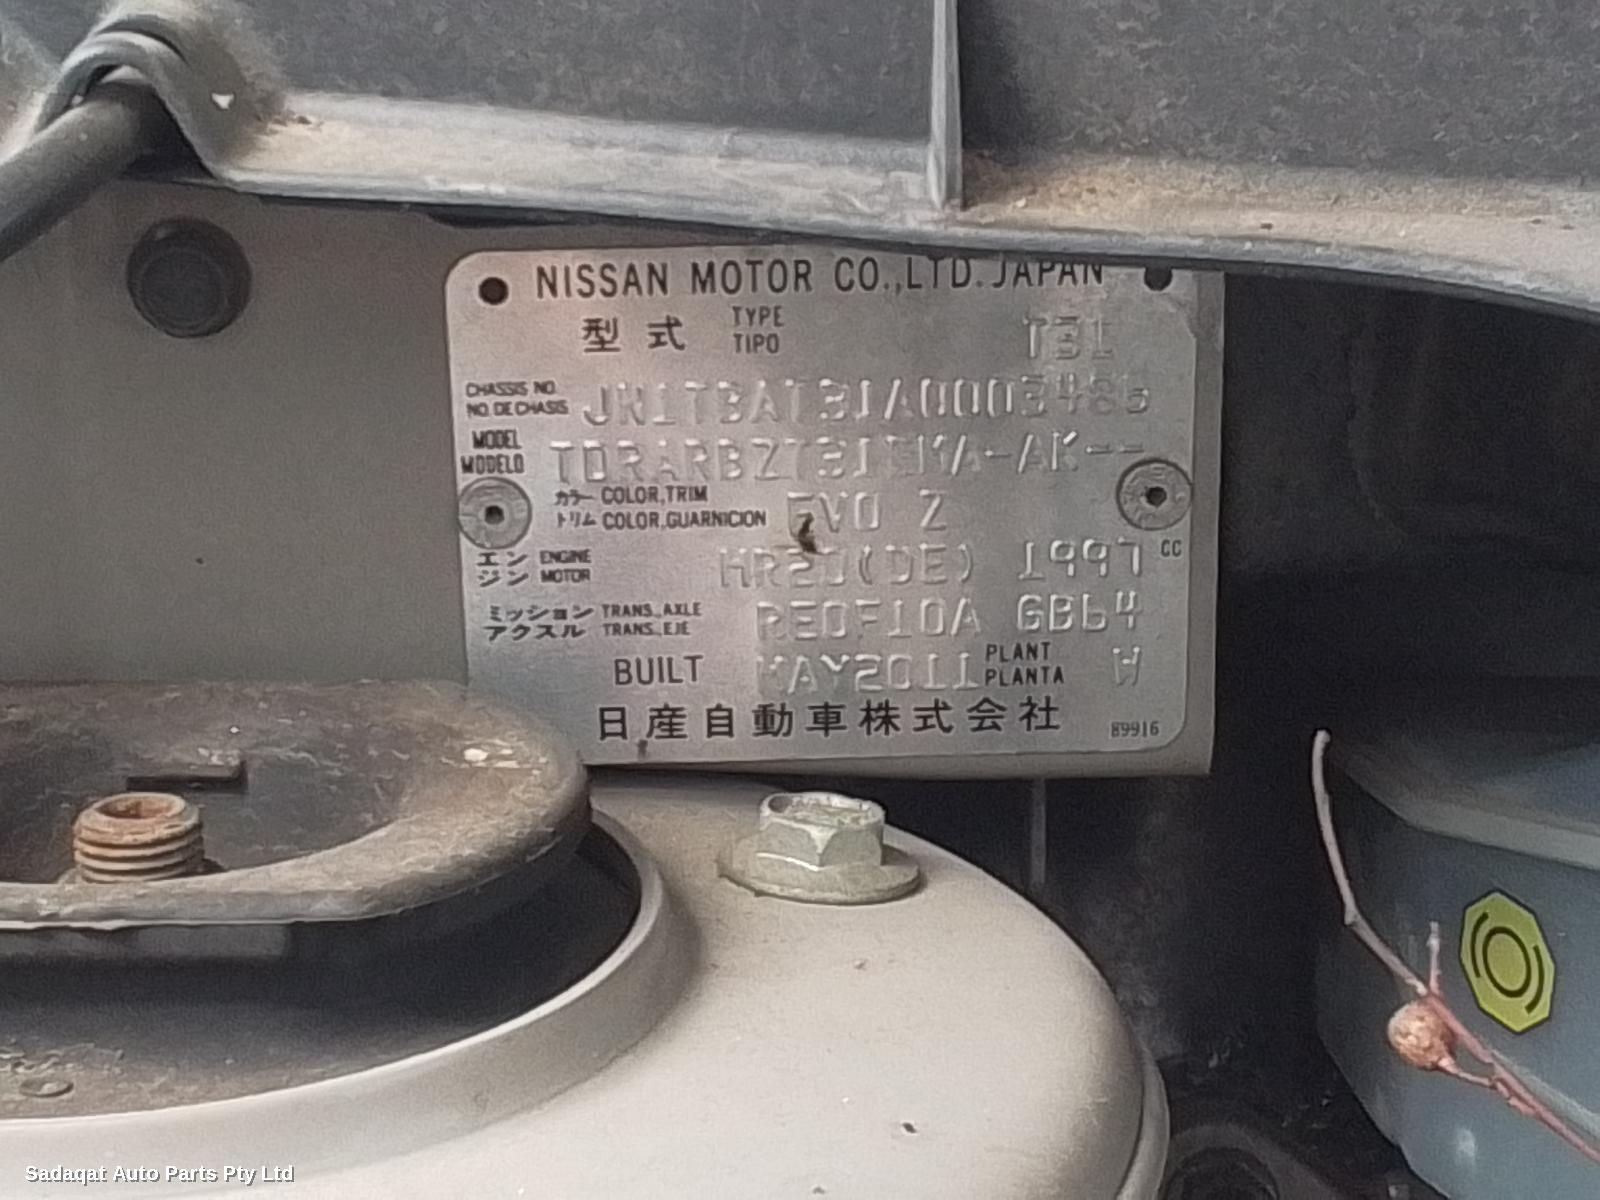 NISSAN MOTOR CO.,LTD. JAPAN
型式 TYPE TIPO T31
CHASSIS NO. NO. DE CHASIS JN1TBAT31A0003486
MODEL MODELO
カラー トリム COLOR,TRIM COLOR,GUARNICION EV0 Z
エンジン ENGINE MOTOR MR20(DE) 1997 CC
ミッション アクスル TRANS.,AXLE TRANS.,EJE RE0F10A GB64
BUILT MAY2011 PLANT PLANTA W
日産自動車株式会社 89916
Sadaqat Auto Parts Pty Ltd